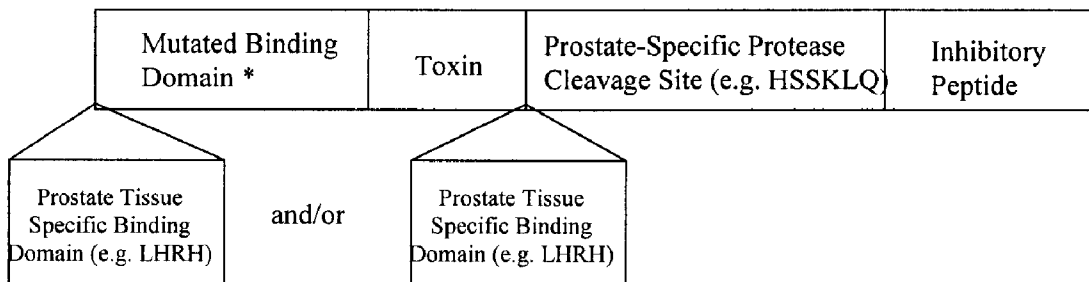 Mutated Binding
Domain *
Toxin
Prostate-Specific Protease
Cleavage Site (e.g. HSSKLQ)
Inhibitory
Peptide
Prostate Tissue
Specific Binding
Domain (e.g. LHRH)
and/or
Prostate Tissue
Specific Binding
Domain (e.g. LHRH)